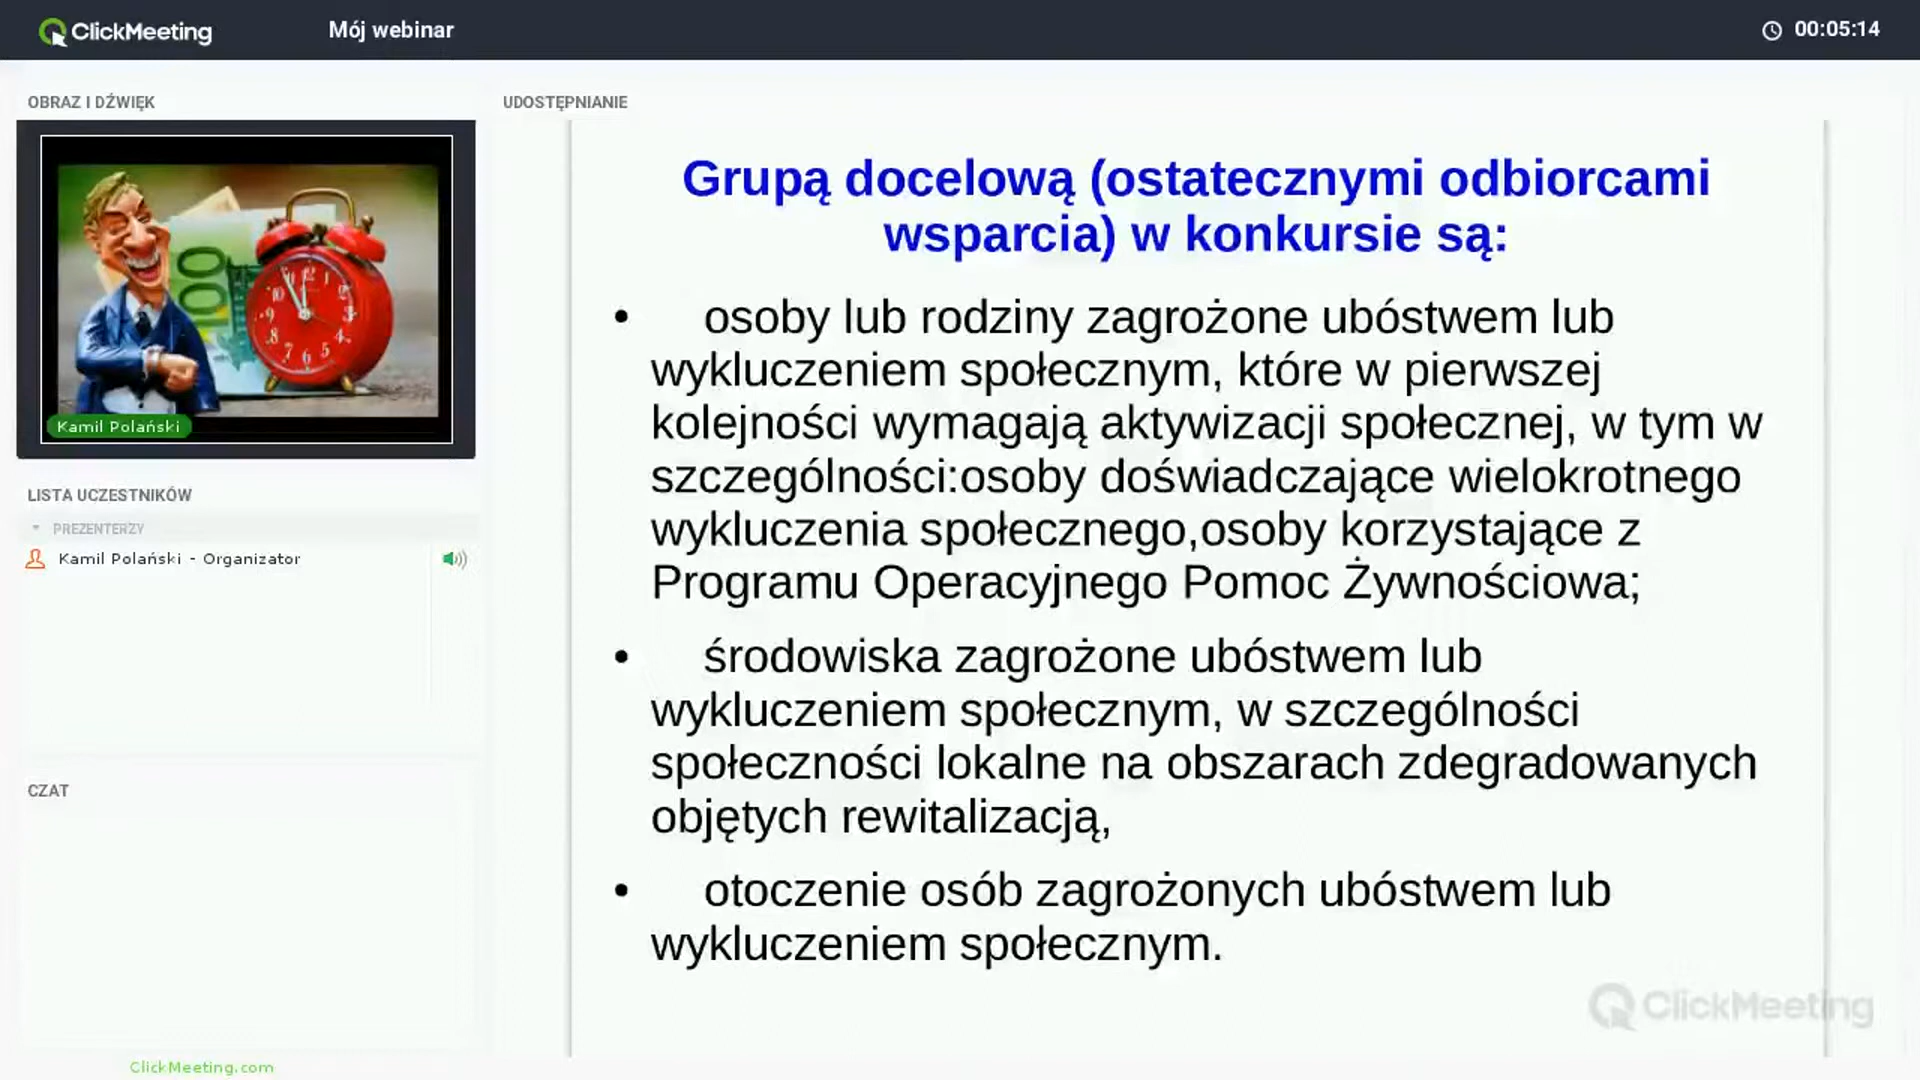 ClickMeeting
Mój webinar
00:05:14
OBRAZ I DŹWIĘK
UDOSTĘPNIANIE
100
Kamil Polański
LISTA UCZESTNIKÓW
PREZENTERZY
Kamil Polański - Organizator
CZAT
ClickMeeting.com
Grupą docelową (ostatecznymi odbiorcami
wsparcia) w konkursie są:
• osoby lub rodziny zagrożone ubóstwem lub
wykluczeniem społecznym, które w pierwszej
kolejności wymagają aktywizacji społecznej, w tym w
szczególności:osoby doświadczające wielokrotnego
wykluczenia społecznego,osoby korzystające z
Programu Operacyjnego Pomoc Żywnościowa;
• środowiska zagrożone ubóstwem lub
wykluczeniem społecznym, w szczególności
społeczności lokalne na obszarach zdegradowanych
objętych rewitalizacją,
• otoczenie osób zagrożonych ubóstwem lub
wykluczeniem społecznym.
ClickMeeting